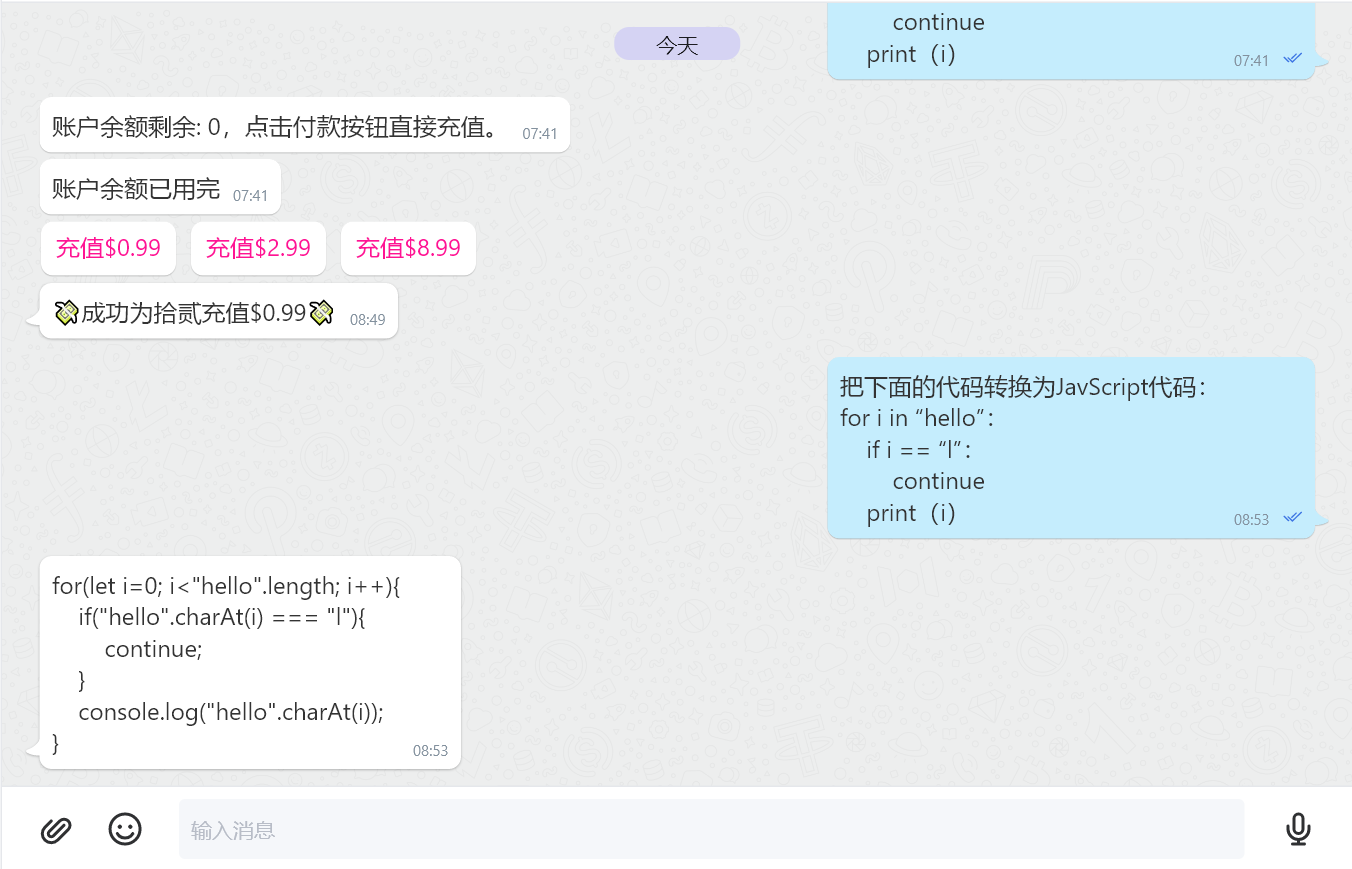 continue
print（i）
07:41
今天
账户余额剩余: 0，点击付款按钮直接充值。 07:41
账户余额已用完 07:41
充值$0.99 充值$2.99 充值$8.99
💸成功为拾贰充值$0.99💸 08:49
把下面的代码转换为JavScript代码：
for i in “hello”：
if i == “l”：
continue
print（i）
08:53
for(let i=0; i<"hello".length; i++){
if("hello".charAt(i) === "l"){
continue;
}
console.log("hello".charAt(i));
}
08:53
输入消息